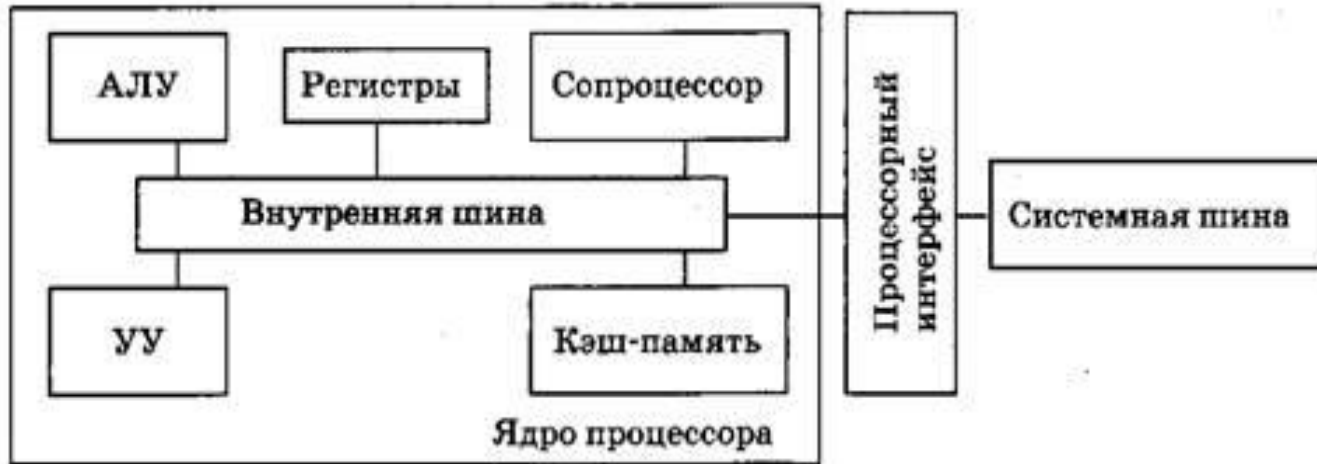 АЛУ
Регистры
Сопроцессор
Внутренняя шина
УУ
Кэш-память
Ядро процессора
Процессорный
интерфейс
Системная шина